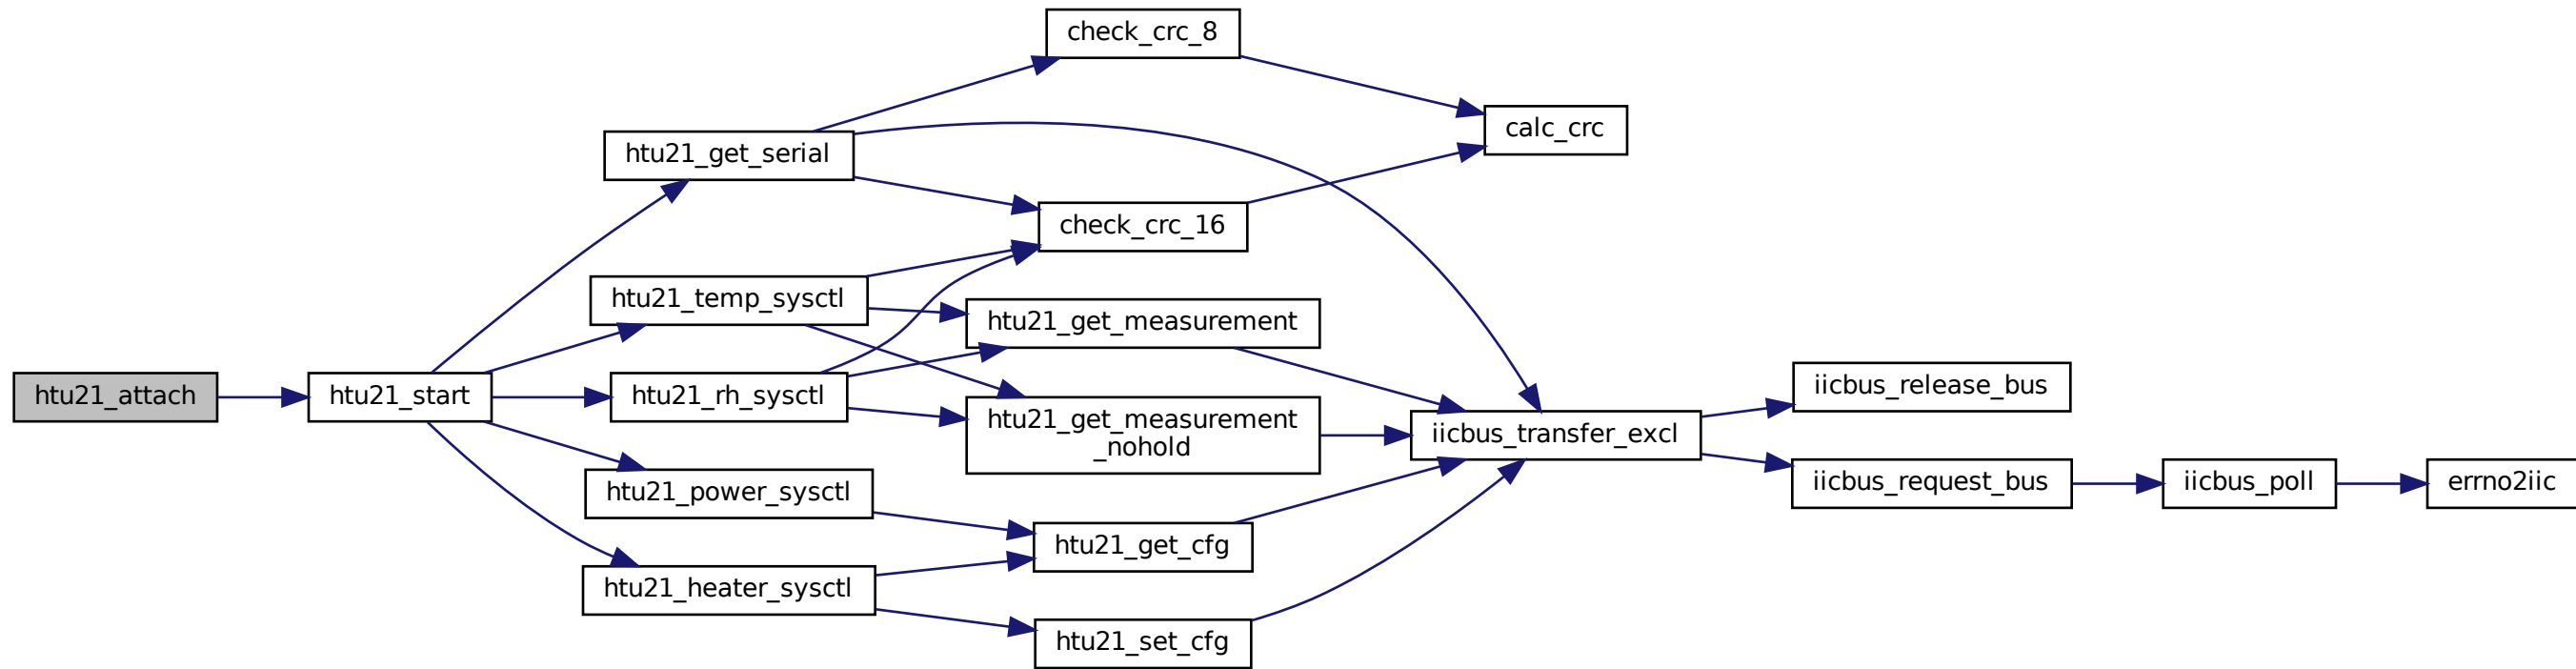 htu21_attach
htu21_start
htu21_get_serial
htu21_temp_sysctl
htu21_rh_sysctl
htu21_power_sysctl
htu21_heater_sysctl
check_crc_8
check_crc_16
htu21_get_measurement
htu21_get_measurement
_nohold
htu21_get_cfg
htu21_set_cfg
calc_crc
iicbus_transfer_excl
iicbus_release_bus
iicbus_request_bus
iicbus_poll
errno2iic